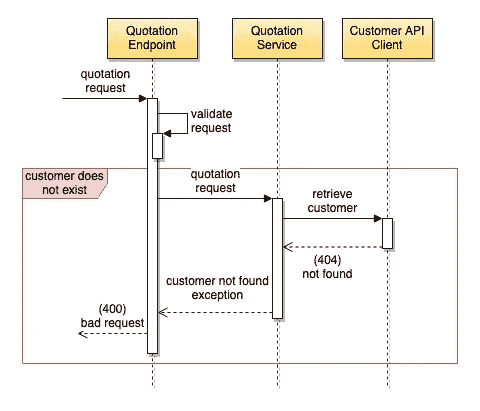 Quotation
Endpoint
Quotation
Service
Customer API
Client
quotation
request
validate
request
customer does
not exist
quotation
request
retrieve
customer
(404)
not found
customer not found
exception
(400)
bad request